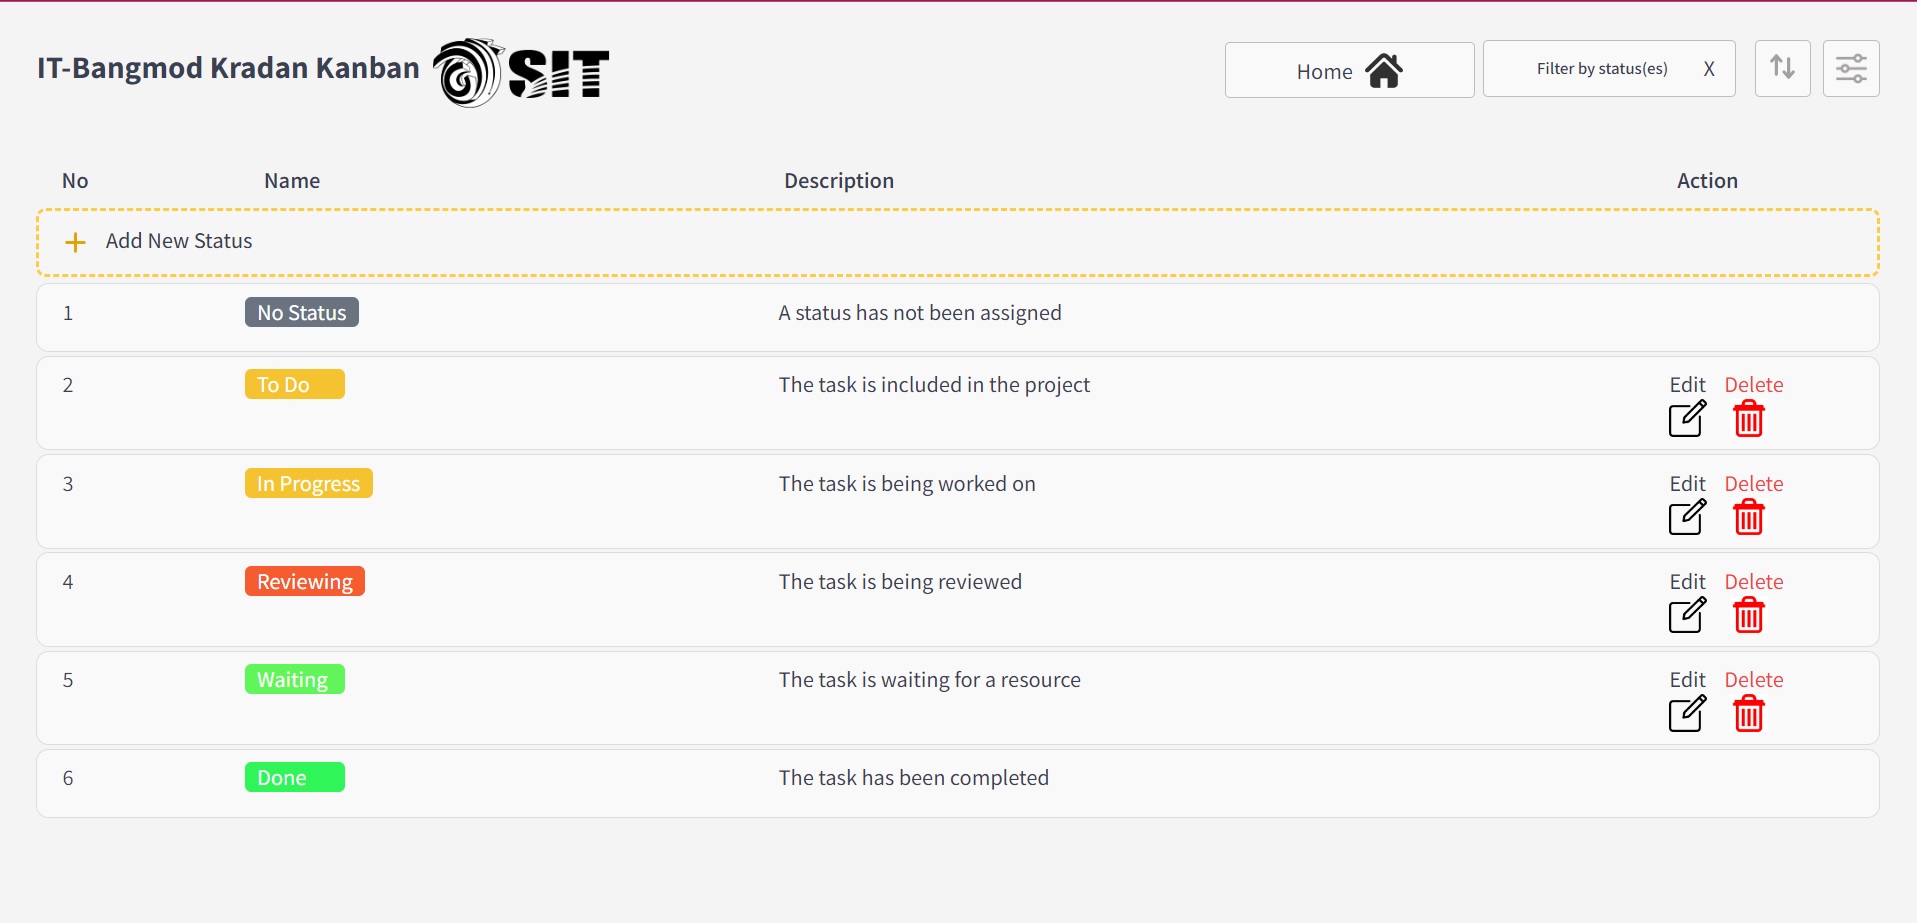 IT-Bangmod Kradan Kanban SIT
Home Filter by status(es) X
No Name Description Action
+ Add New Status
1 No Status A status has not been assigned
2 To Do The task is included in the project Edit Delete
3 In Progress The task is being worked on Edit Delete
4 Reviewing The task is being reviewed Edit Delete
5 Waiting The task is waiting for a resource Edit Delete
6 Done The task has been completed